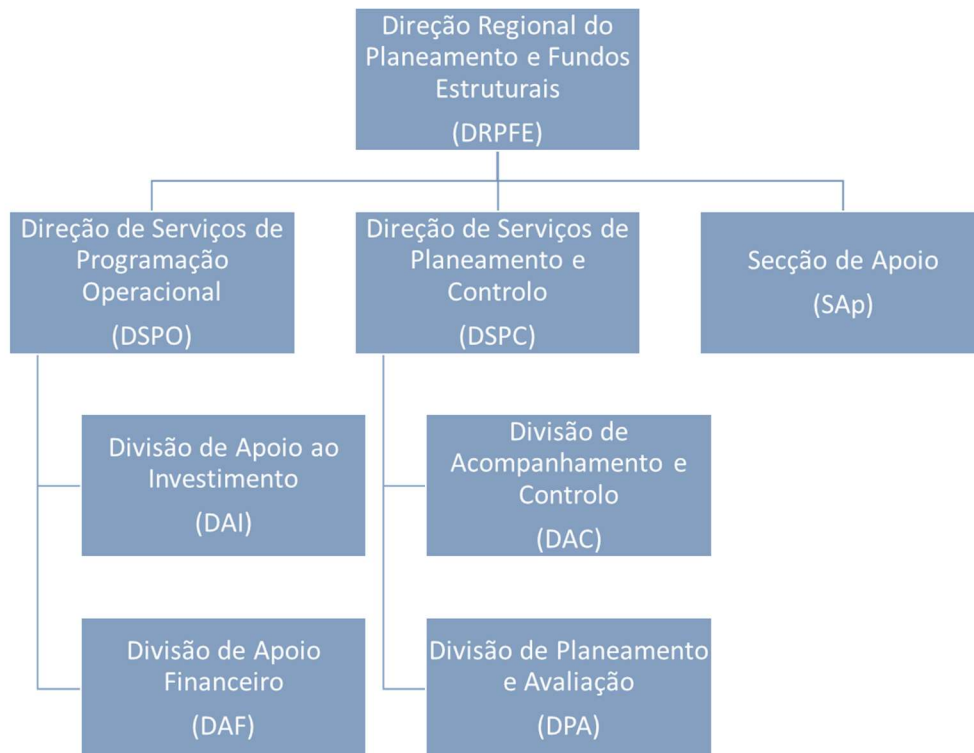 Direção Regional do
Planeamento e Fundos
Estruturais
(DRPFE)
Direção de Serviços de
Programação
Operacional
(DSPO)
Direção de Serviços de
Planeamento e
Controlo
(DSPC)
Secção de Apoio
(SAp)
Divisão de Apoio ao
Investimento
(DAI)
Divisão de
Acompanhamento e
Controlo
(DAC)
Divisão de Apoio
Financeiro
(DAF)
Divisão de Planeamento
e Avaliação
(DPA)